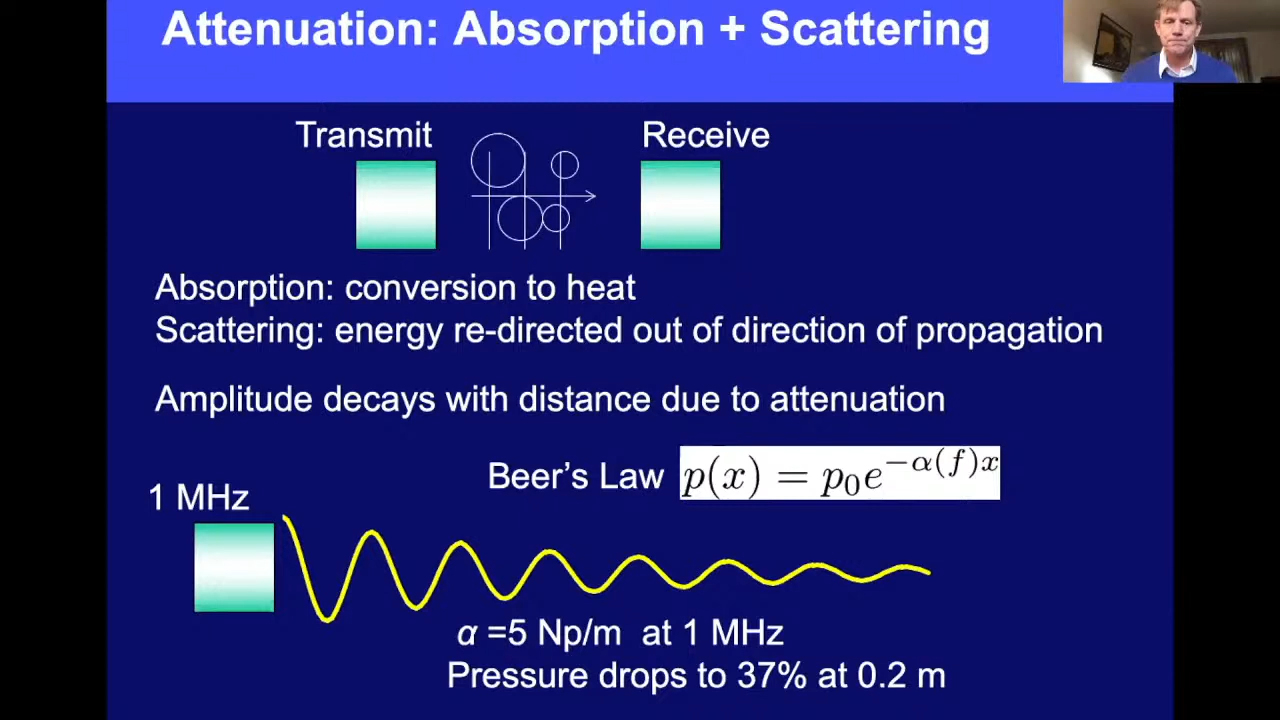 Attenuation: Absorption + Scattering
Transmit
Receive
Absorption: conversion to heat
Scattering: energy re-directed out of direction of propagation
Amplitude decays with distance due to attenuation
Beer’s Law p(x) = p₀e^{−α(f)x}
1 MHz
α =5 Np/m at 1 MHz
Pressure drops to 37% at 0.2 m